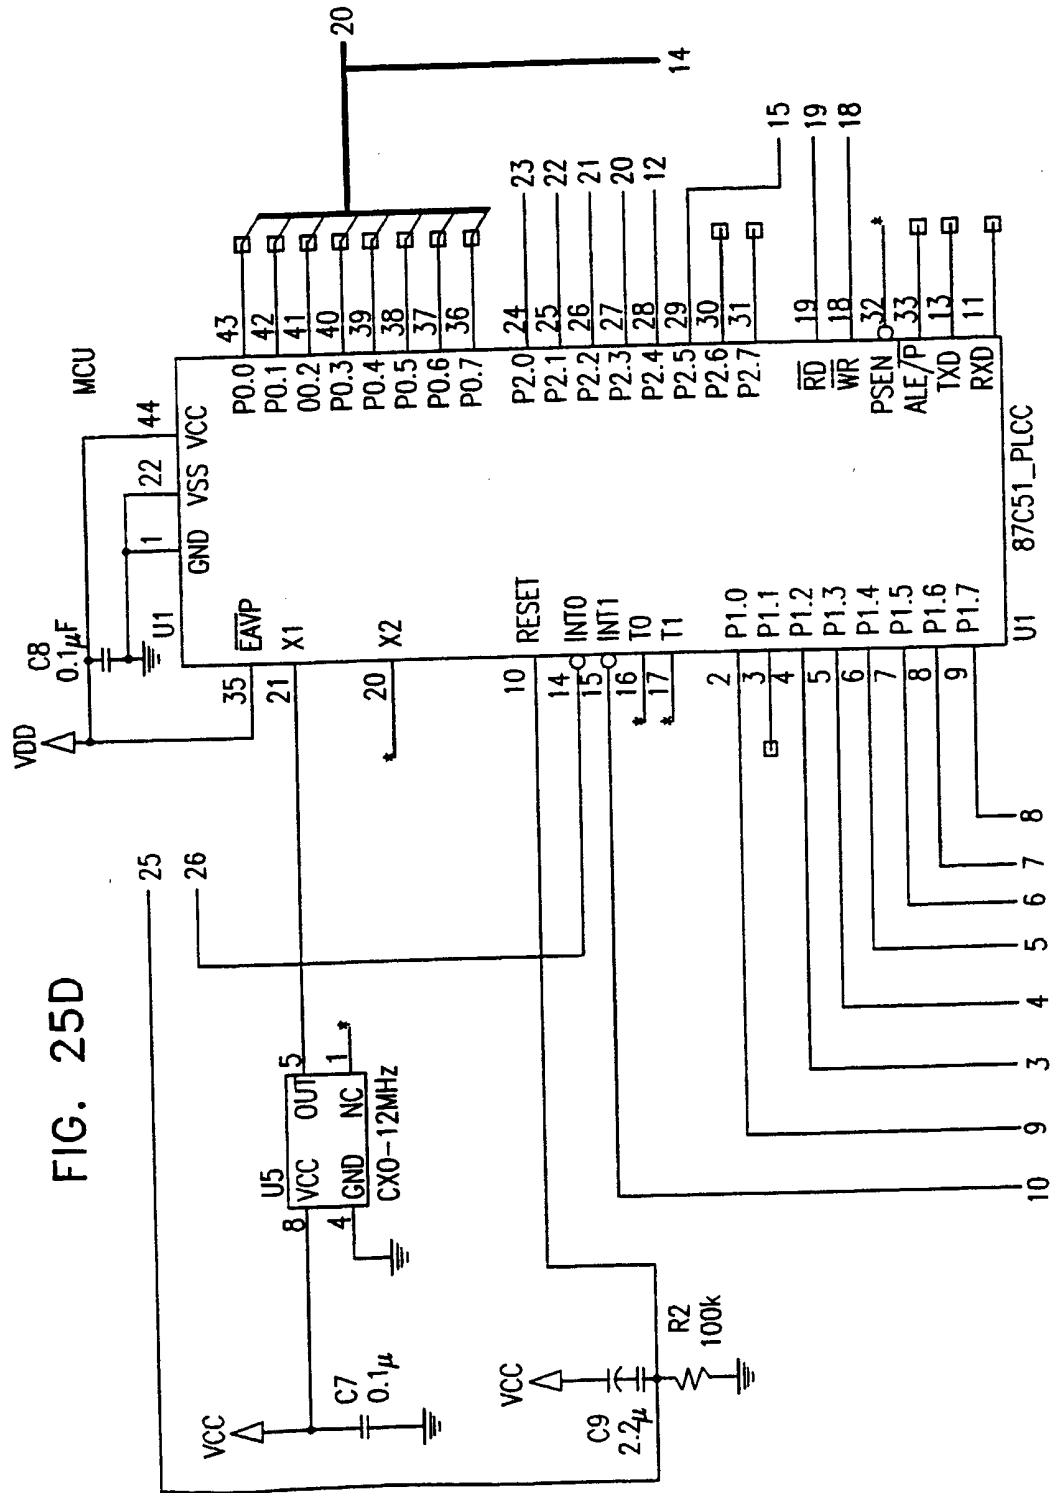 FIG. 25D
25
26
VDD
C8
0.1µF
MCU
U1
1
22
44
GND
VSS
VCC
35
EAVP
21
X1
20
X2
10
RESET
14
INT0
15
INT1
16
T0
17
T1
2
P1.0
3
P1.1
4
P1.2
5
P1.3
6
P1.4
7
P1.5
8
P1.6
9
P1.7
P0.0
43
P0.1
42
O0.2
41
P0.3
40
P0.4
39
P0.5
38
P0.6
37
P0.7
36
20
14
P2.0
24
23
P2.1
25
22
P2.2
26
21
P2.3
27
20
P2.4
28
12
P2.5
29
15
P2.6
30
P2.7
31
RD
19
19
WR
18
18
PSEN
32
*
ALE/P
33
TXD
13
RXD
11
U1
87C51_PLCC
*
*
*
U5
8
VCC
OUT
5
4
GND
NC
1
*
CXO-12MHz
VCC
C7
0.1µ
VCC
C9
2.2µ
R2
100k
10
9
3
4
5
6
7
8